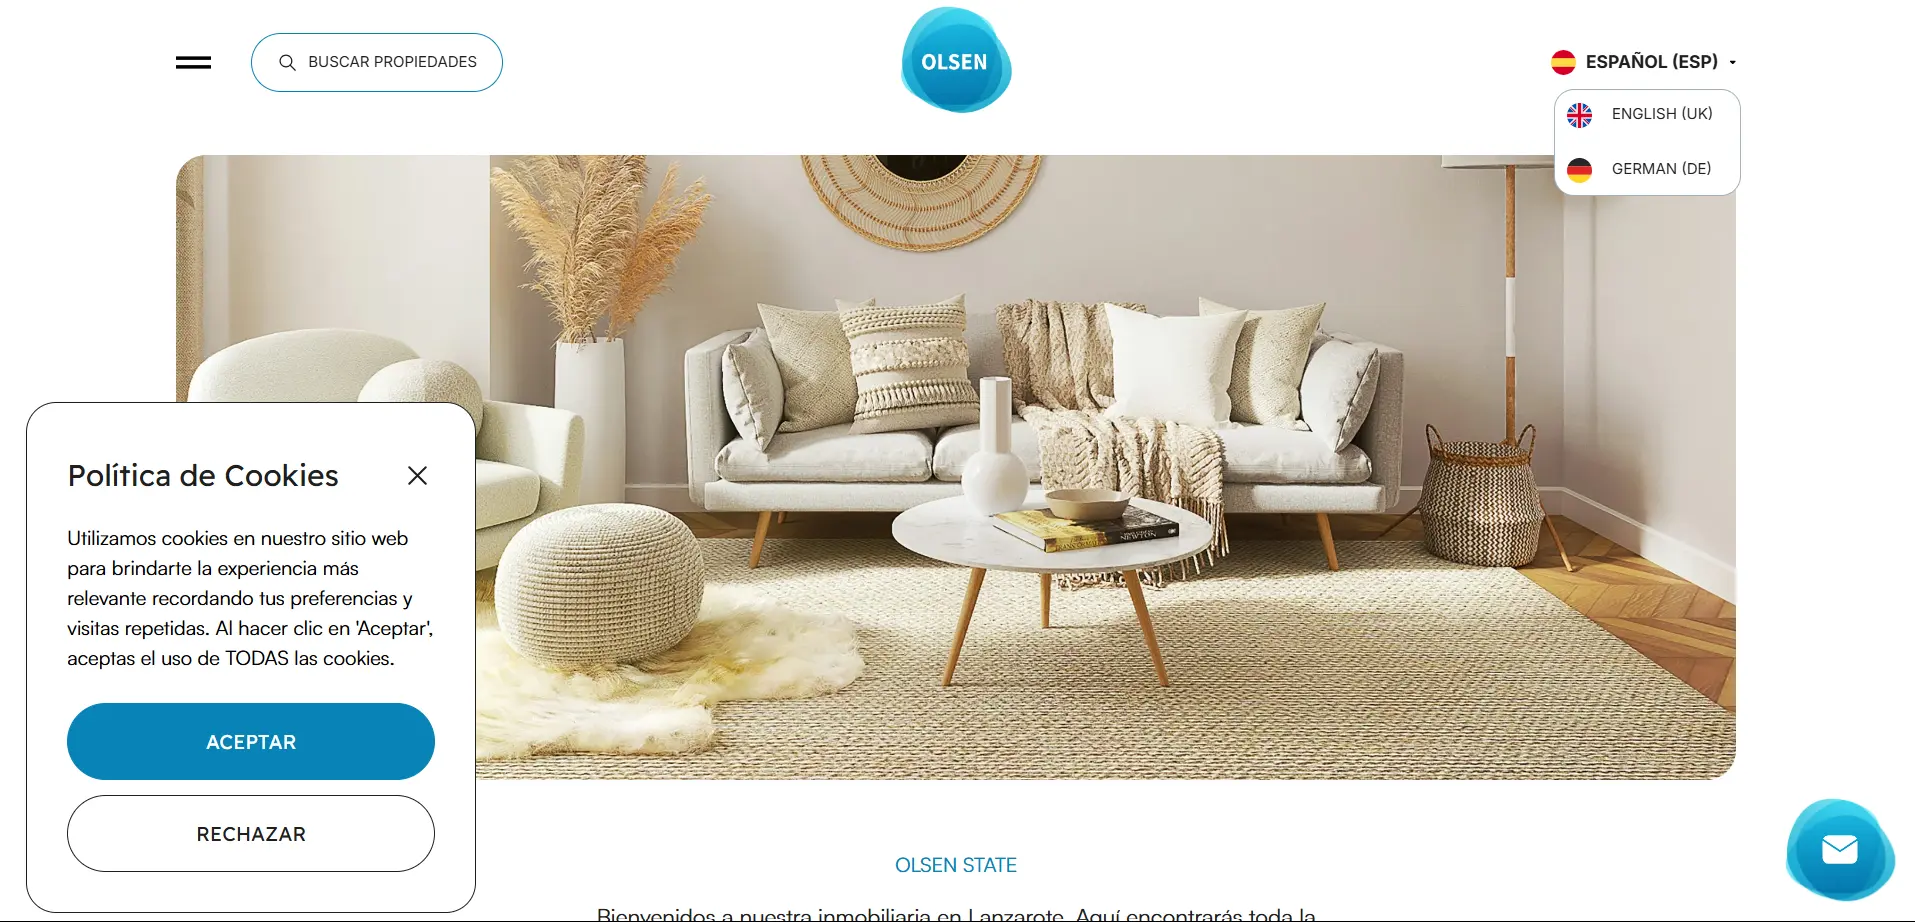 BUSCAR PROPIEDADES
OLSEN
ESPAÑOL (ESP)
ENGLISH (UK)
GERMAN (DE)
Política de Cookies
Utilizamos cookies en nuestro sitio web
para brindarte la experiencia más
relevante recordando tus preferencias y
visitas repetidas. Al hacer clic en 'Aceptar',
aceptas el uso de TODAS las cookies.
ACEPTAR
RECHAZAR
NEWTON
OLSEN STATE
Bienvenidos a nuestra inmobiliaria en Lanzarote. Aquí encontrarás toda la